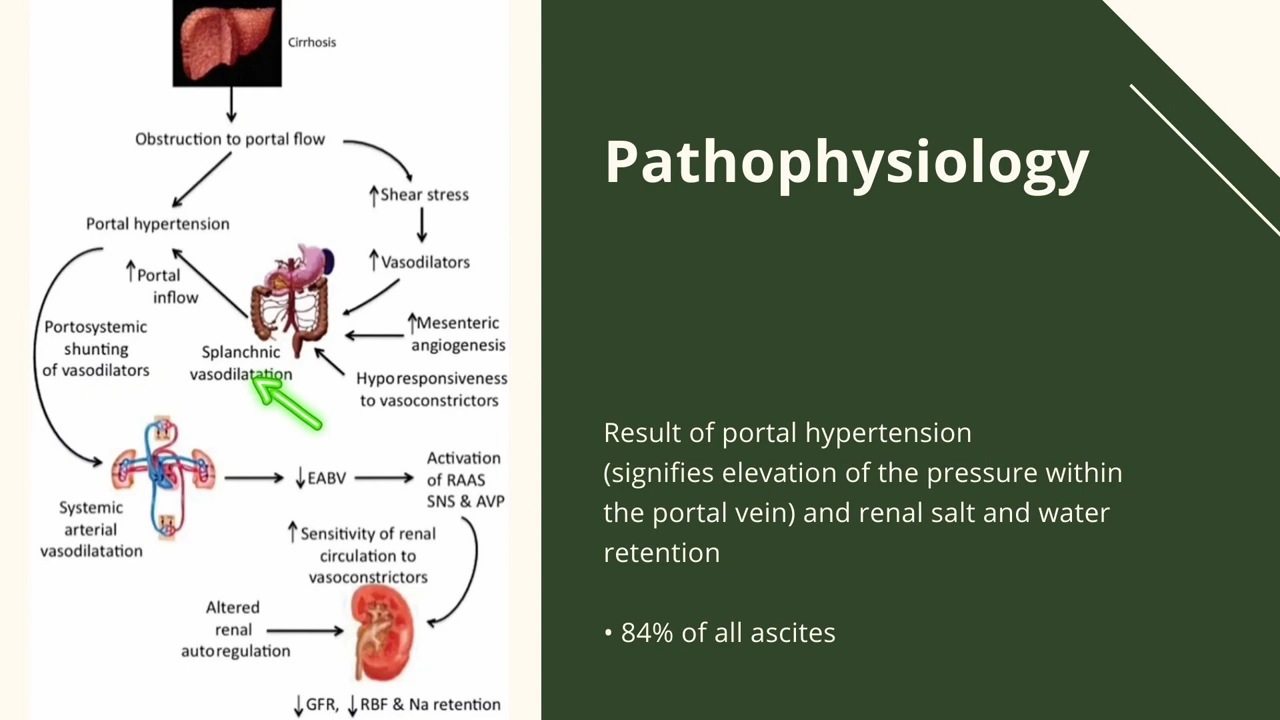 Cirrhosis
Obstruction to portal flow
↑Shear stress
Portal hypertension
↑Vasodilators
↑Portal
inflow
↑Mesenteric
angiogenesis
Portosystemic
shunting
of vasodilators
Splanchnic
vasodilatation
Hyporesponsiveness
to vasoconstrictors
Systemic
arterial
vasodilatation
↓EABV
Activation
of RAAS
SNS & AVP
↑Sensitivity of renal
circulation to
vasoconstrictors
Altered
renal
autoregulation
↓GFR, ↓RBF & Na retention
Pathophysiology
Result of portal hypertension
(signifies elevation of the pressure within
the portal vein) and renal salt and water
retention
• 84% of all ascites